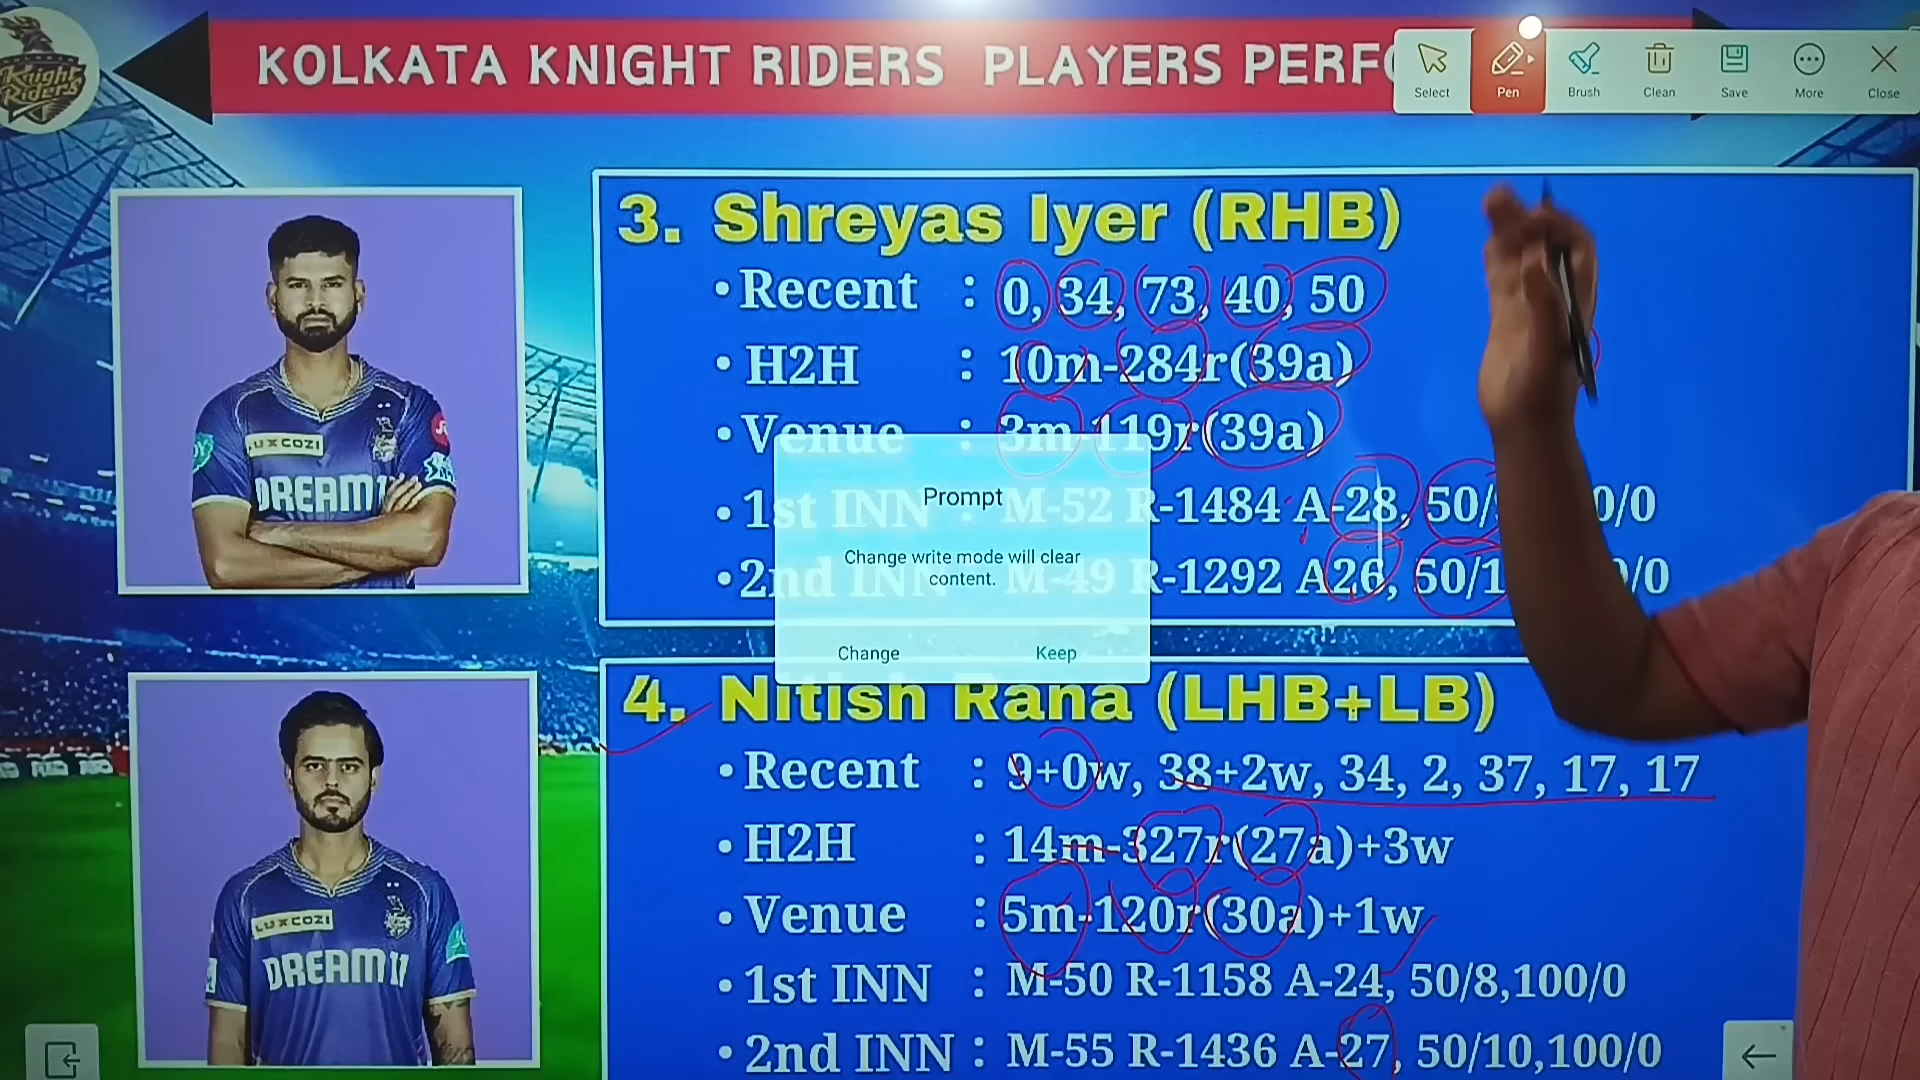 Knight Riders
KOLKATA KNIGHT RIDERS PLAYERS
Select
Pen
Brush
Clean
Save
More
Close
3. Shreyas Iyer (RHB)
• Recent : 0, 34, 73, 40, 50
• H2H : 10m-284r(39a)
• Venue : 3m-119r(39a)
• 1st INN : M-52 R-1484 A-28, 50/ 0/0
• 2nd INN M-49 R-1292 A26, 50/1 /0
Prompt
Change write mode will clear
content.
Change Keep
LUXCOZI
DREAM11
4. Nitish Rana (LHB+LB)
• Recent : 9+0w, 38+2w, 34, 2, 37, 17, 17
• H2H : 14m-327r(27a)+3w
• Venue : 5m-120r(30a)+1w
• 1st INN : M-50 R-1158 A-24, 50/8,100/0
• 2nd INN : M-55 R-1436 A-27, 50/10,100/0
LUXCOZI
DREAM11